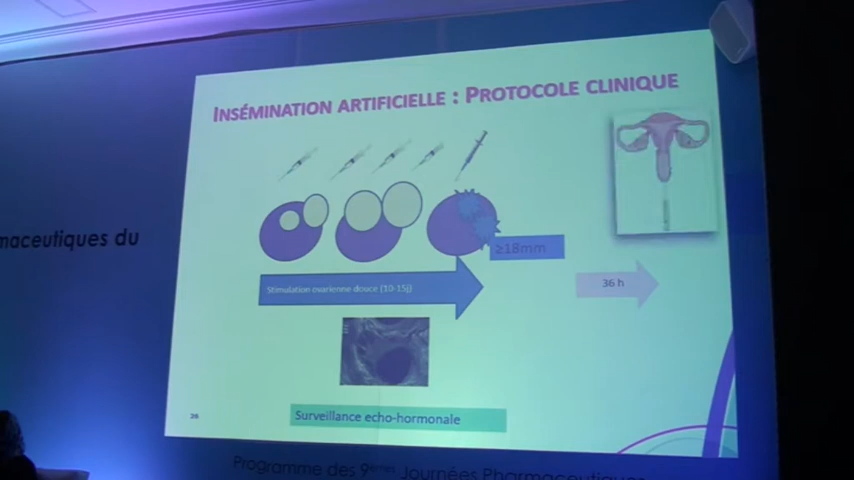 INSÉMINATION ARTIFICIELLE : PROTOCOLE CLINIQUE
maceutiques du
≥18mm
Stimulation ovarienne douce (10-15j)
36 h
Surveillance echo-hormonale
Programme des 9èmes Journées Pharmaceutiques